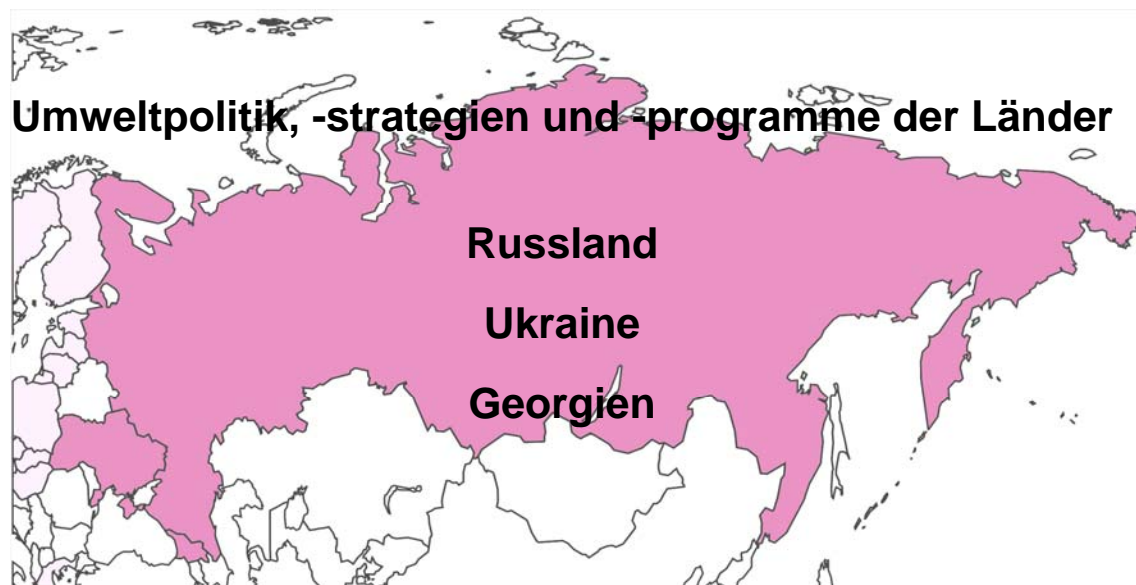 Umweltpolitik, -strategien und -programme der Länder
Russland
Ukraine
Georgien